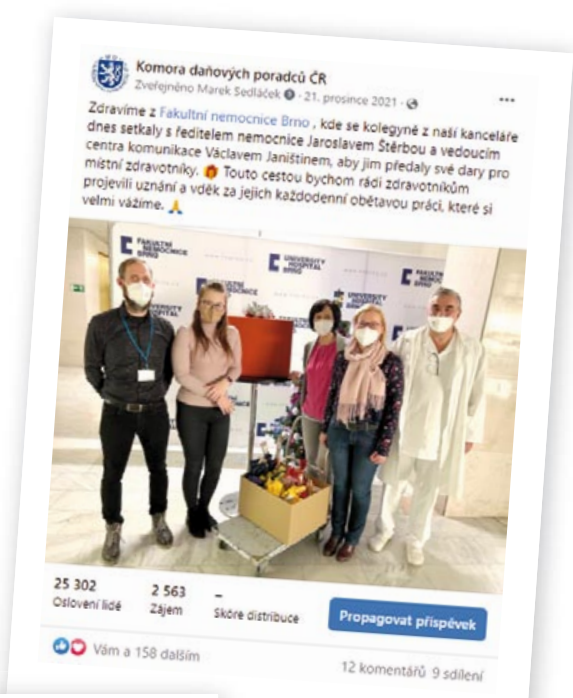 Komora daňových poradců ČR
Zveřejněno Marek Sedláček · 21. prosince 2021 ·
Zdravíme z Fakultní nemocnice Brno , kde se kolegyně z naší kanceláře
dnes setkaly s ředitelem nemocnice Jaroslavem Štěrbou a vedoucím
centra komunikace Václavem Janištinem, aby jim předaly své dary pro
místní zdravotníky. 🎁 Touto cestou bychom rádi zdravotníkům
projevili uznání a vděk za jejich každodenní obětavou práci, které si
velmi vážíme. 🙏
FAKULTNÍ NEMOCNICE BRNO
UNIVERSITY HOSPITAL BRNO
25 302
Oslovení lidé
2 563
Zájem
–
Skóre distribuce
Propagovat příspěvek
Vám a 158 dalším
12 komentářů 9 sdílení